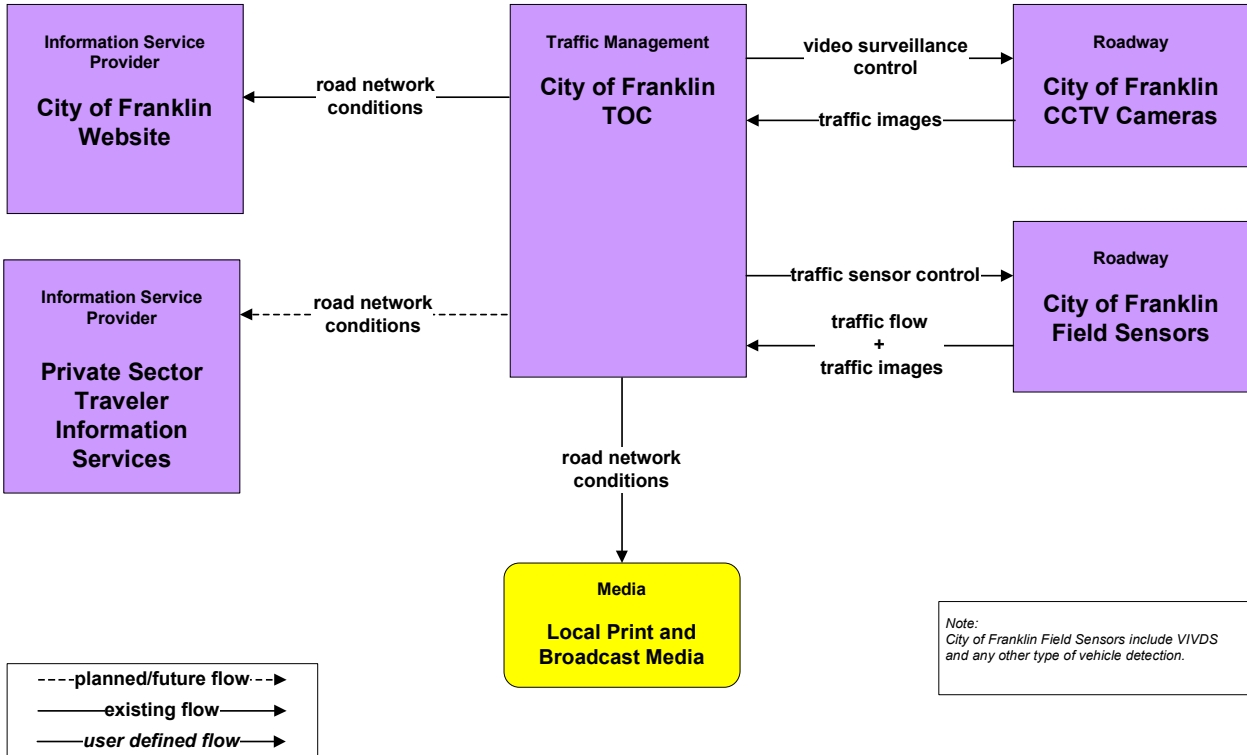 Information Service
Provider
City of Franklin
Website
road network
conditions
Traffic Management
City of Franklin
TOC
video surveillance
control
traffic images
Roadway
City of Franklin
CCTV Cameras
Information Service
Provider
Private Sector
Traveler
Information
Services
road network
conditions
traffic sensor control
traffic flow
+
traffic images
Roadway
City of Franklin
Field Sensors
road network
conditions
Media
Local Print and
Broadcast Media
Note:
City of Franklin Field Sensors include VIVDS
and any other type of vehicle detection.
planned/future flow
existing flow
user defined flow